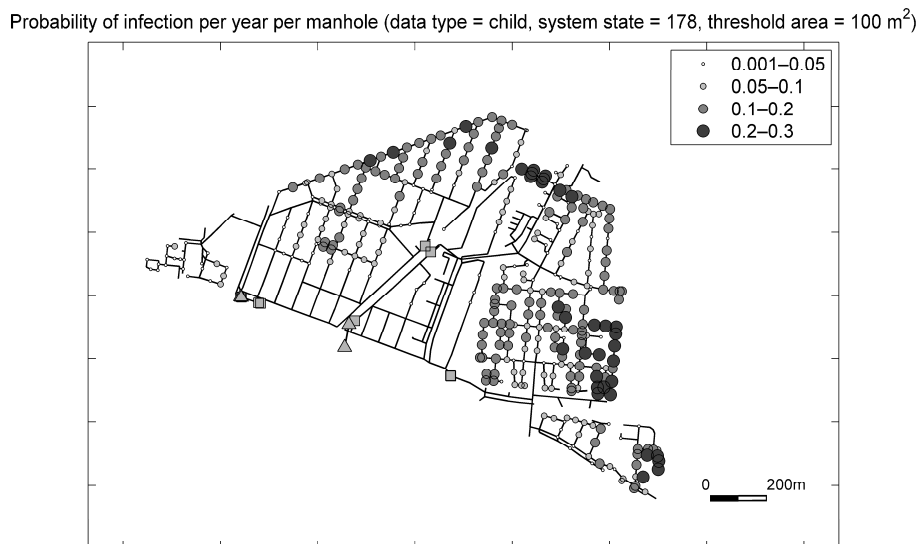 Probability of infection per year per manhole (data type = child, system state = 178, threshold area = 100 m²)
0.001–0.05
0.05–0.1
0.1–0.2
0.2–0.3
0 200m